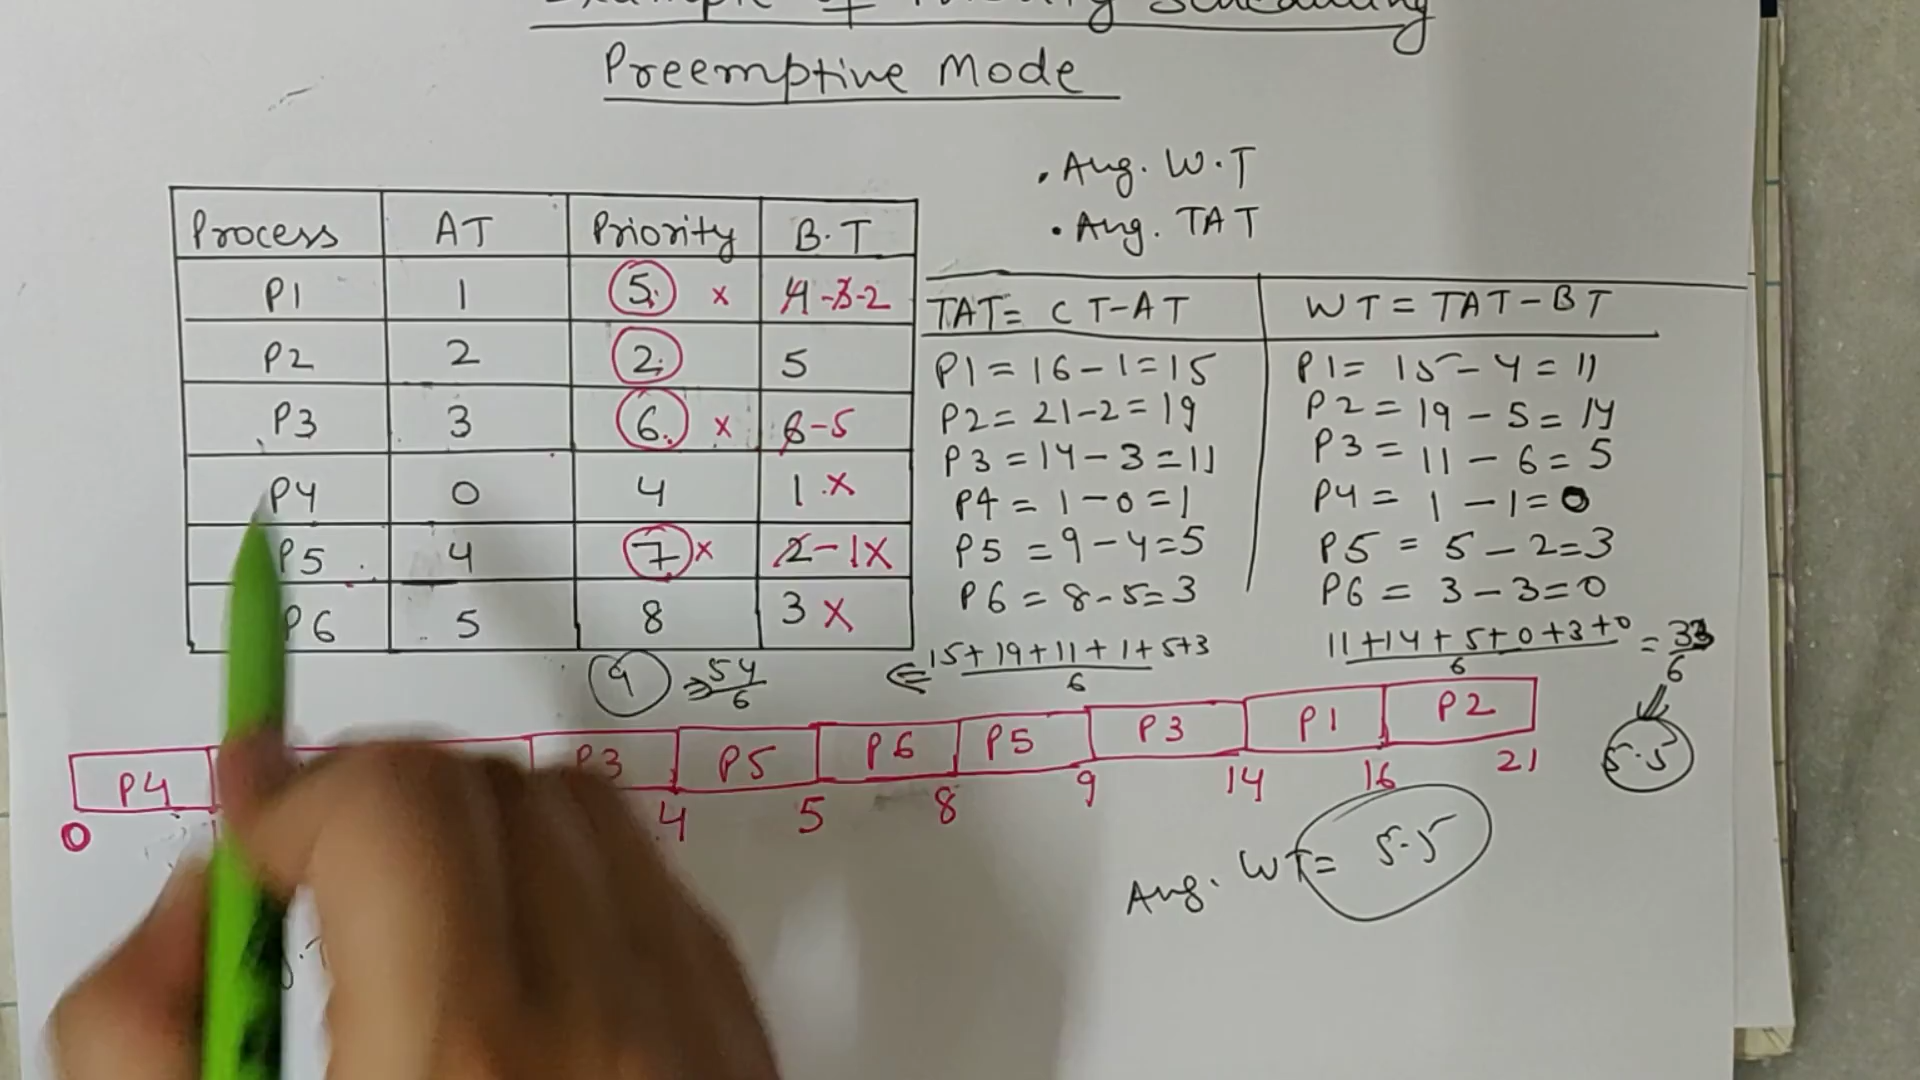 Example of Priority Scheduling
Preemptive Mode
• Avg. W.T
• Avg. TAT
Process AT Priority B.T
P1 1 5 x 4-3-2
P2 2 2 5
P3 3 6 x 6-5
P4 0 4 1 x
P5 4 7 x 2-1x
P6 5 8 3 x
TAT= CT-AT
P1 = 16-1=15
P2= 21-2=19
P3 = 14-3=11
P4 = 1-0=1
P5 = 9-4=5
P6 = 8-5=3
WT = TAT-BT
P1= 15-4=11
P2= 19-5=14
P3= 11-6=5
P4= 1-1=0
P5= 5-2=3
P6= 3-3=0
9 ⇒ 54/6 ⇐ 15+19+11+1+5+3
6
11+14+5+0+3+0 = 33
6 6
5.5
P4 P3 P5 P6 P5 P3 P1 P2
0 4 5 8 9 14 16 21
Avg. WT= 5.5